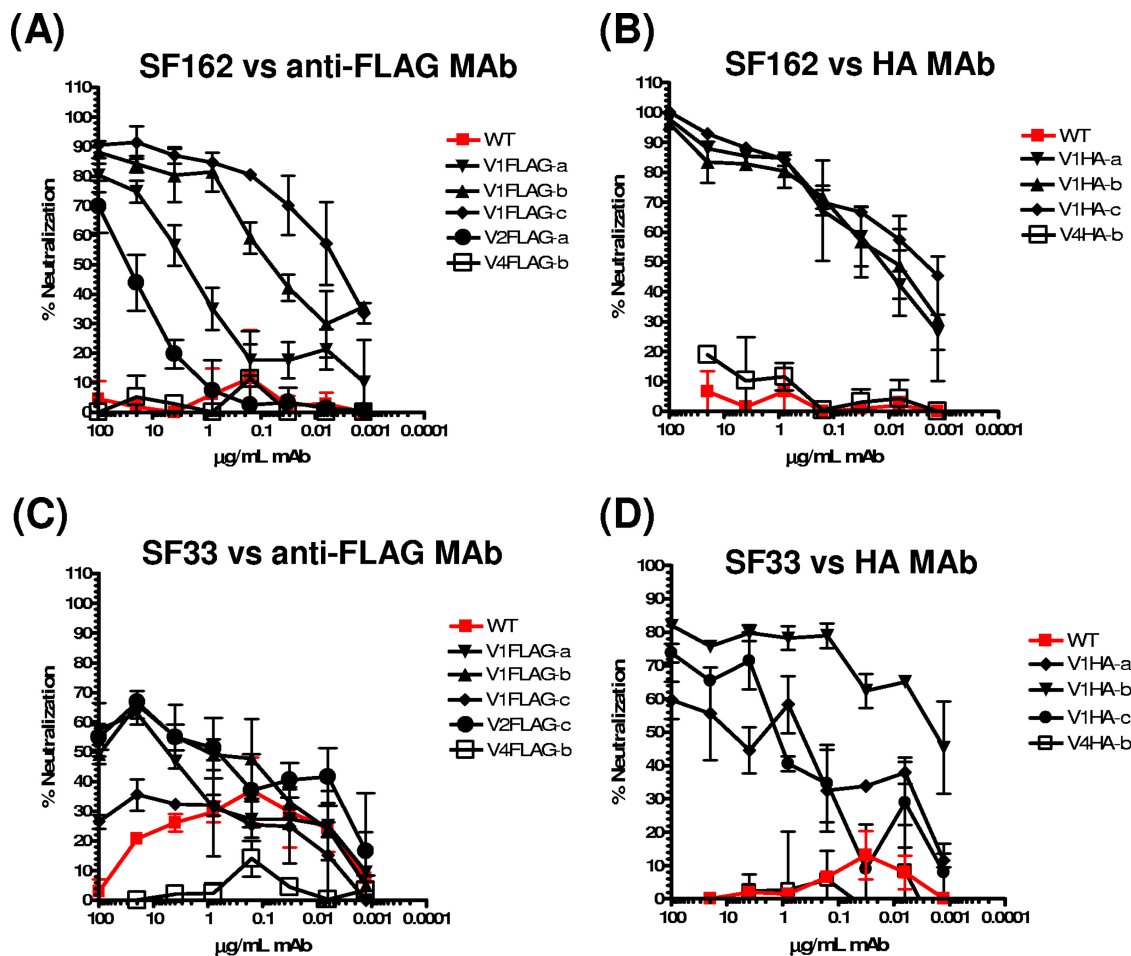 (A)
SF162 vs anti-FLAG MAb
% Neutralization
110
100
90
80
70
60
50
40
30
20
10
0
100 10 1 0.1 0.01 0.001 0.0001
µg/mL mAb
WT
V1FLAG-a
V1FLAG-b
V1FLAG-c
V2FLAG-a
V4FLAG-b
(B)
SF162 vs HA MAb
% Neutralization
110
100
90
80
70
60
50
40
30
20
10
0
100 10 1 0.1 0.01 0.001 0.0001
µg/mL mAb
WT
V1HA-a
V1HA-b
V1HA-c
V4HA-b
(C)
SF33 vs anti-FLAG MAb
% Neutralization
110
100
90
80
70
60
50
40
30
20
10
0
100 10 1 0.1 0.01 0.001 0.0001
µg/mL mAb
WT
V1FLAG-a
V1FLAG-b
V1FLAG-c
V2FLAG-c
V4FLAG-b
(D)
SF33 vs HA MAb
% Neutralization
100
90
80
70
60
50
40
30
20
10
0
100 10 1 0.1 0.01 0.001 0.0001
µg/mL mAb
WT
V1HA-a
V1HA-b
V1HA-c
V4HA-b